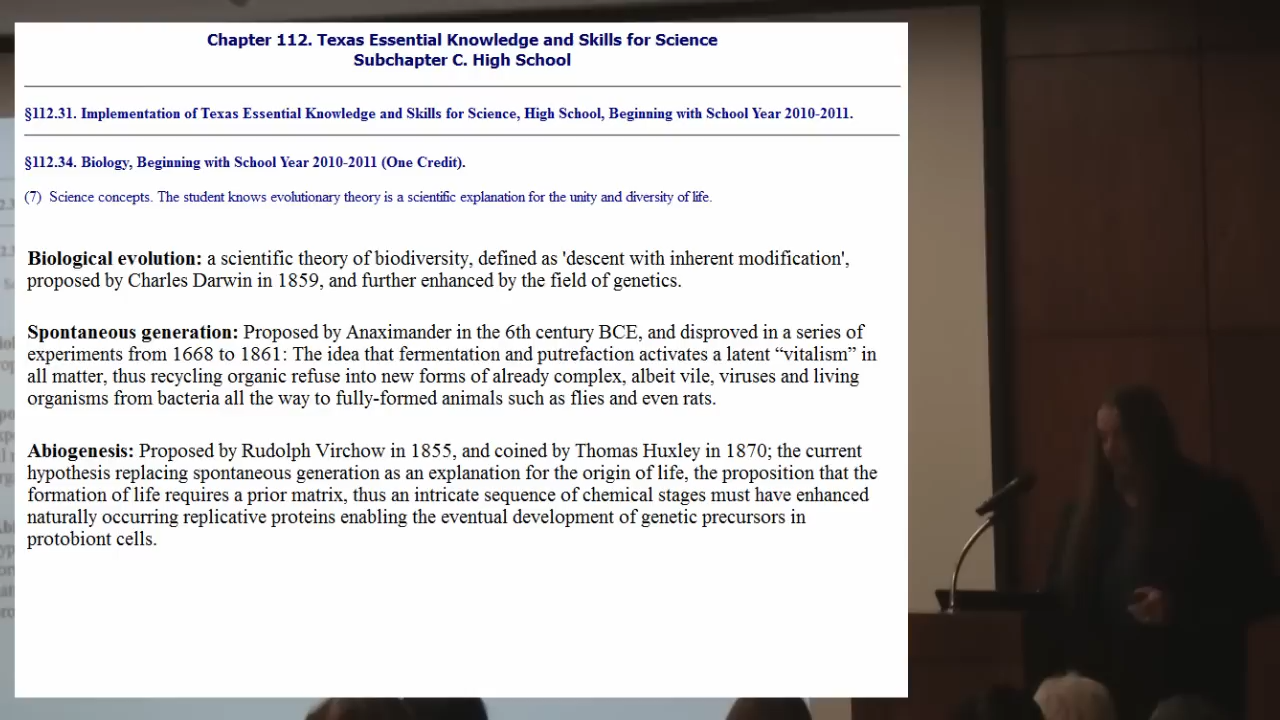 Chapter 112. Texas Essential Knowledge and Skills for Science
Subchapter C. High School
§112.31. Implementation of Texas Essential Knowledge and Skills for Science, High School, Beginning with School Year 2010-2011.
§112.34. Biology, Beginning with School Year 2010-2011 (One Credit).
(7) Science concepts. The student knows evolutionary theory is a scientific explanation for the unity and diversity of life.
Biological evolution: a scientific theory of biodiversity, defined as 'descent with inherent modification',
proposed by Charles Darwin in 1859, and further enhanced by the field of genetics.
Spontaneous generation: Proposed by Anaximander in the 6th century BCE, and disproved in a series of
experiments from 1668 to 1861: The idea that fermentation and putrefaction activates a latent “vitalism” in
all matter, thus recycling organic refuse into new forms of already complex, albeit vile, viruses and living
organisms from bacteria all the way to fully-formed animals such as flies and even rats.
Abiogenesis: Proposed by Rudolph Virchow in 1855, and coined by Thomas Huxley in 1870; the current
hypothesis replacing spontaneous generation as an explanation for the origin of life, the proposition that the
formation of life requires a prior matrix, thus an intricate sequence of chemical stages must have enhanced
naturally occurring replicative proteins enabling the eventual development of genetic precursors in
protobiont cells.